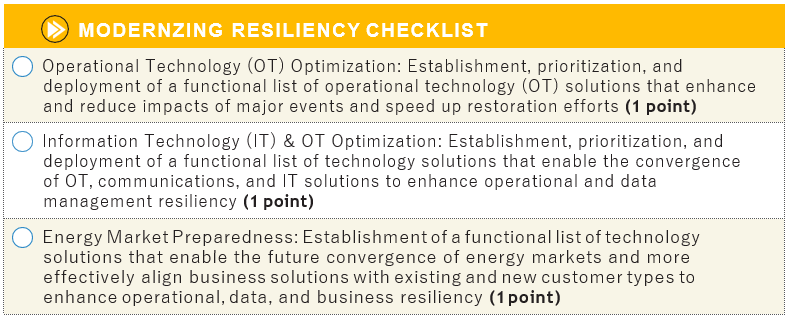 MODERNZING RESILIENCY CHECKLIST
Operational Technology (OT) Optimization: Establishment, prioritization, and
deployment of a functional list of operational technology (OT) solutions that enhance
and reduce impacts of major events and speed up restoration efforts (1 point)
Information Technology (IT) & OT Optimization: Establishment, prioritization, and
deployment of a functional list of technology solutions that enable the convergence
of OT, communications, and IT solutions to enhance operational and data
management resiliency (1 point)
Energy Market Preparedness: Establishment of a functional list of technology
solutions that enable the future convergence of energy markets and more
effectively align business solutions with existing and new customer types to
enhance operational, data, and business resiliency (1 point)